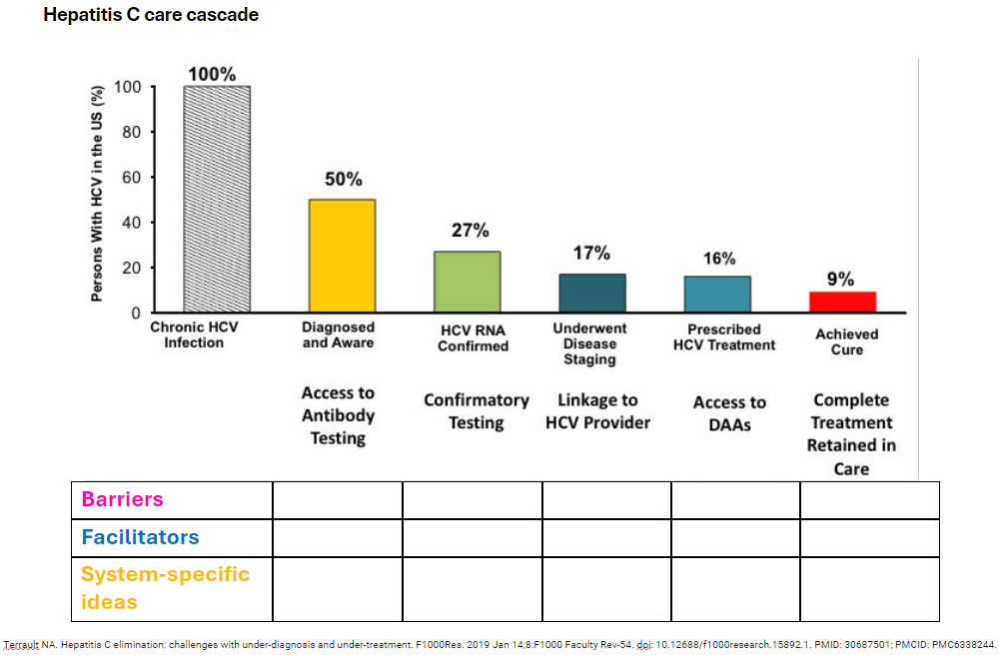 Hepatitis C care cascade
Persons With HCV in the US (%)
100
80
60
40
20
0
100%
50%
27%
17%
16%
9%
Chronic HCV
Infection
Diagnosed
and Aware
HCV RNA
Confirmed
Underwent
Disease
Staging
Prescribed
HCV Treatment
Achieved
Cure
Access to
Antibody
Testing
Confirmatory
Testing
Linkage to
HCV Provider
Access to
DAAs
Complete
Treatment
Retained in
Care
Barriers
Facilitators
System-specific
ideas
Terrault NA. Hepatitis C elimination: challenges with under-diagnosis and under-treatment. F1000Res. 2019 Jan 14;8:F1000 Faculty Rev-54. doi: 10.12688/f1000research.15892.1. PMID: 30687501; PMCID: PMC6338244.